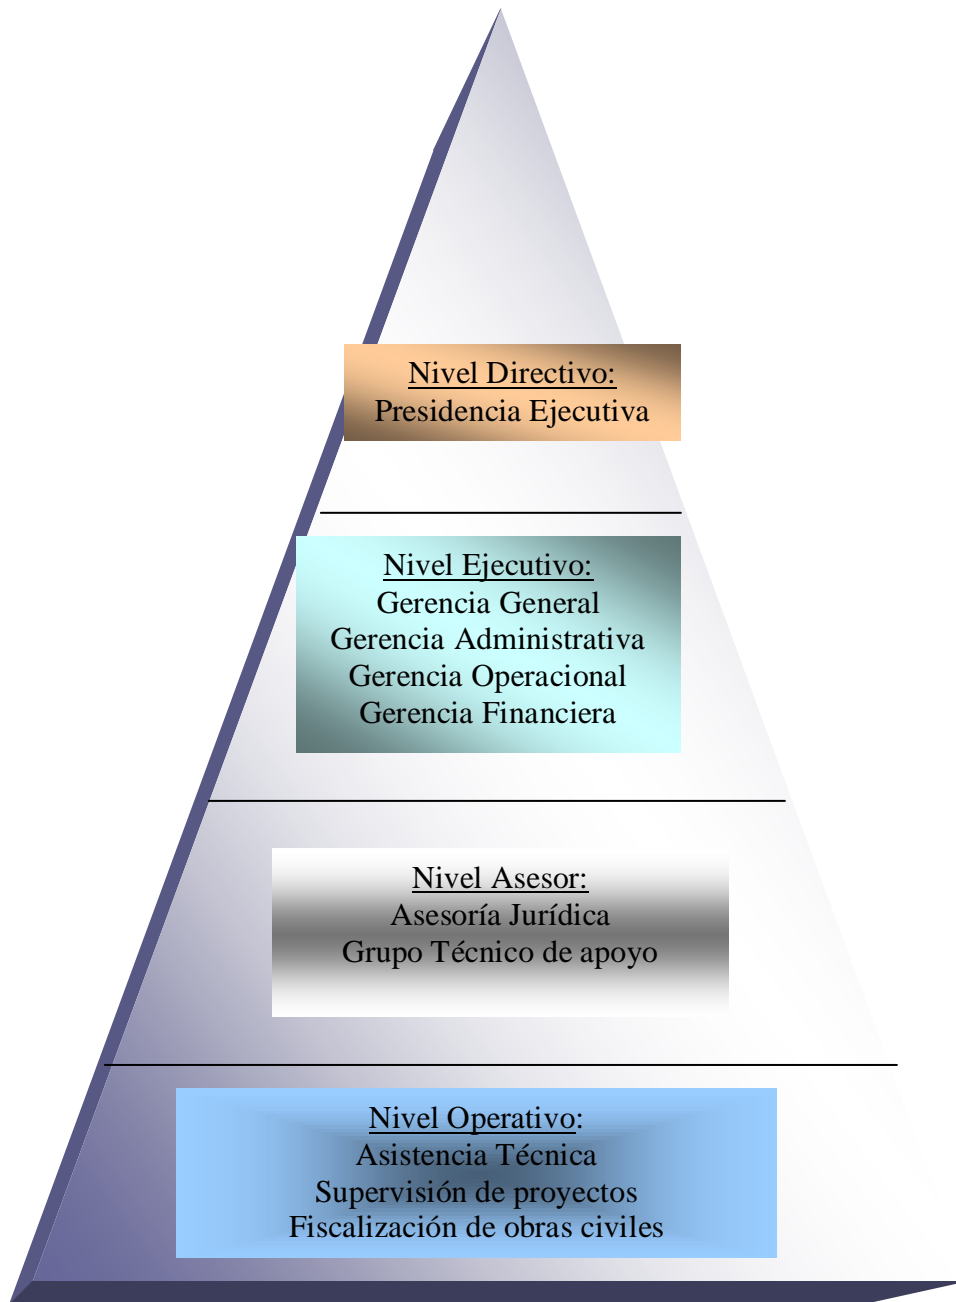 Nivel Directivo:
Presidencia Ejecutiva
Nivel Ejecutivo:
Gerencia General
Gerencia Administrativa
Gerencia Operacional
Gerencia Financiera
Nivel Asesor:
Asesoría Jurídica
Grupo Técnico de apoyo
Nivel Operativo:
Asistencia Técnica
Supervisión de proyectos
Fiscalización de obras civiles